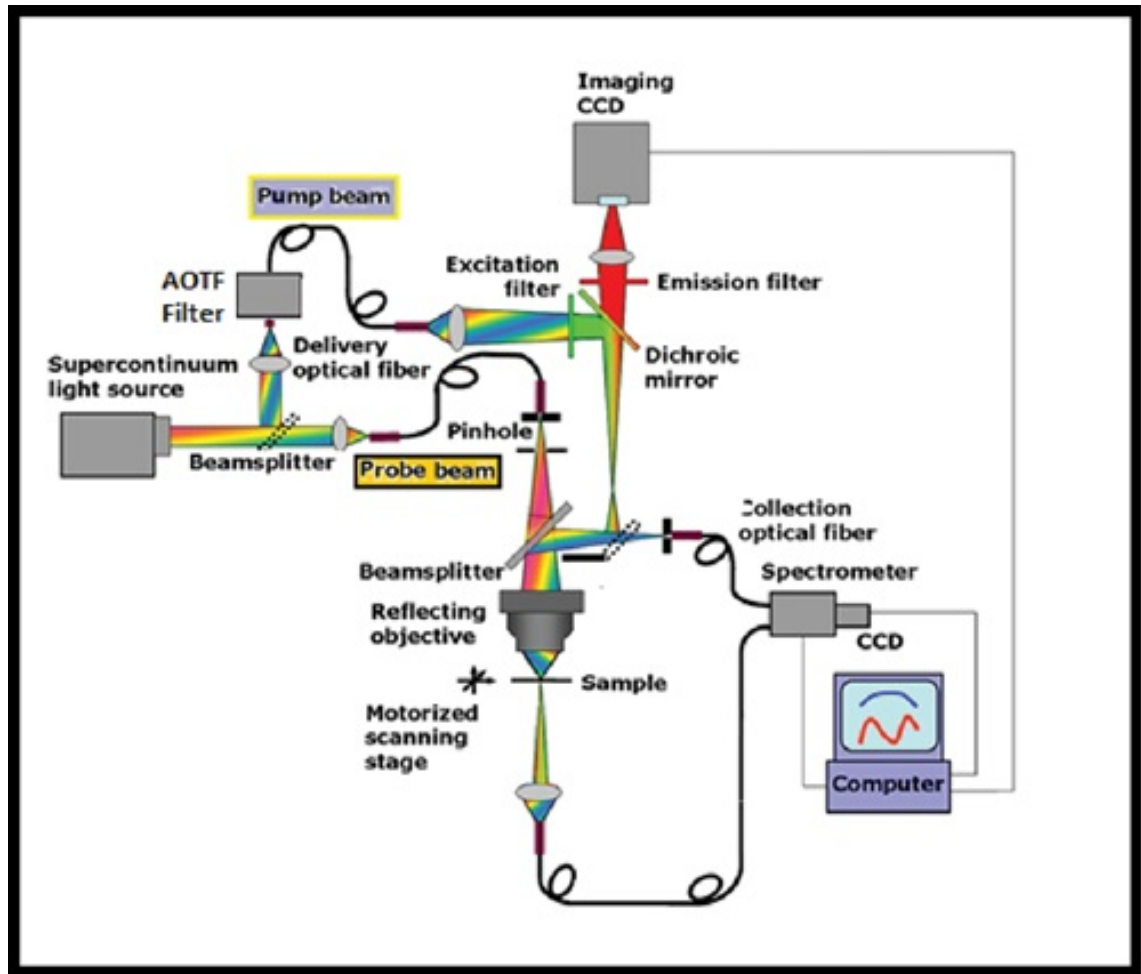 Imaging
CCD
Pump beam
AOTF
Filter
Excitation
filter
Emission filter
Supercontinuum
light source
Delivery
optical fiber
Dichroic
mirror
Pinhole
Beamsplitter
Probe beam
Collection
optical fiber
Beamsplitter
Spectrometer
Reflecting
objective
CCD
Sample
Motorized
scanning
stage
Computer